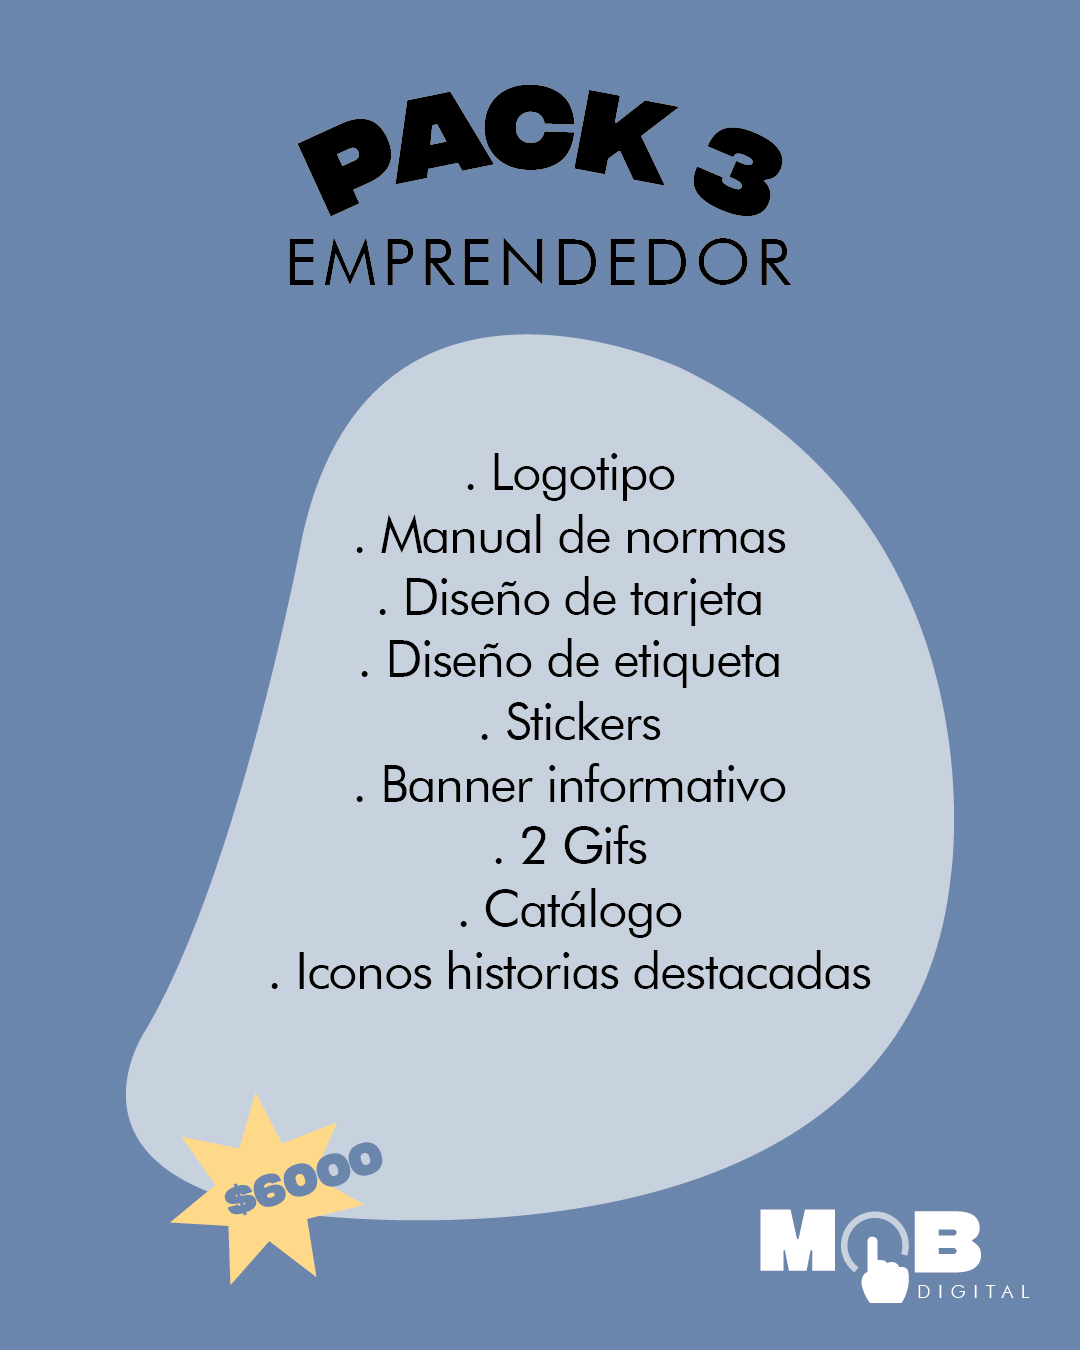 PACK 3
EMPRENDEDOR
. Logotipo
. Manual de normas
. Diseño de tarjeta
. Diseño de etiqueta
. Stickers
. Banner informativo
. 2 Gifs
. Catálogo
. Iconos historias destacadas
$6000
MOB
DIGITAL